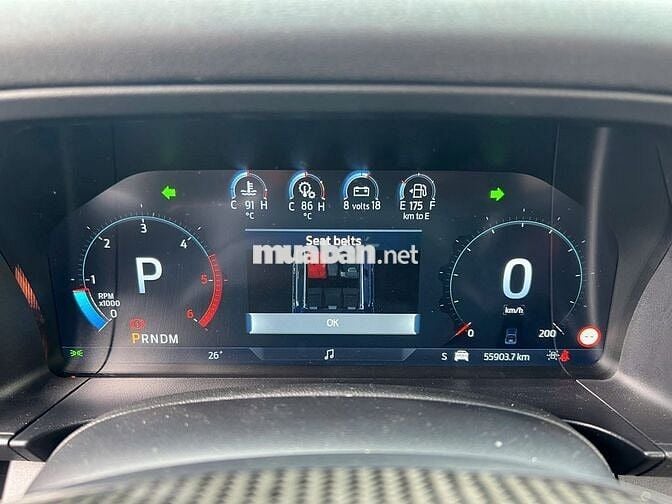 C 91 H
°C
C 86 H
°C
8 volts 18
E 175 F
km to E
Seat belts
muaban.net
OK
1
2
3
4
5
6
0
RPM
x1000
P
PRNDM
0
km/h
0
200
26°
S
55903.7 km